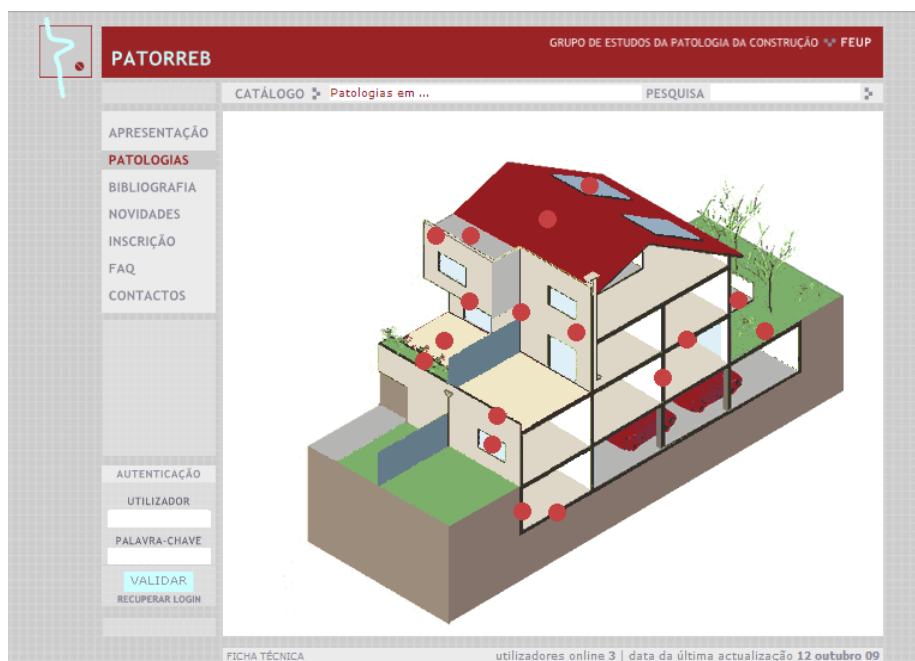 GRUPO DE ESTUDOS DA PATOLOGIA DA CONSTRUÇÃO FEUP
PATORREB
CATÁLOGO Patologias em ... PESQUISA
APRESENTAÇÃO
PATOLOGIAS
BIBLIOGRAFIA
NOVIDADES
INSCRIÇÃO
FAQ
CONTACTOS
AUTENTICAÇÃO
UTILIZADOR
PALAVRA-CHAVE
VALIDAR
RECUPERAR LOGIN
FICHA TÉCNICA utilizadores online 3 | data da última actualização 12 outubro 09